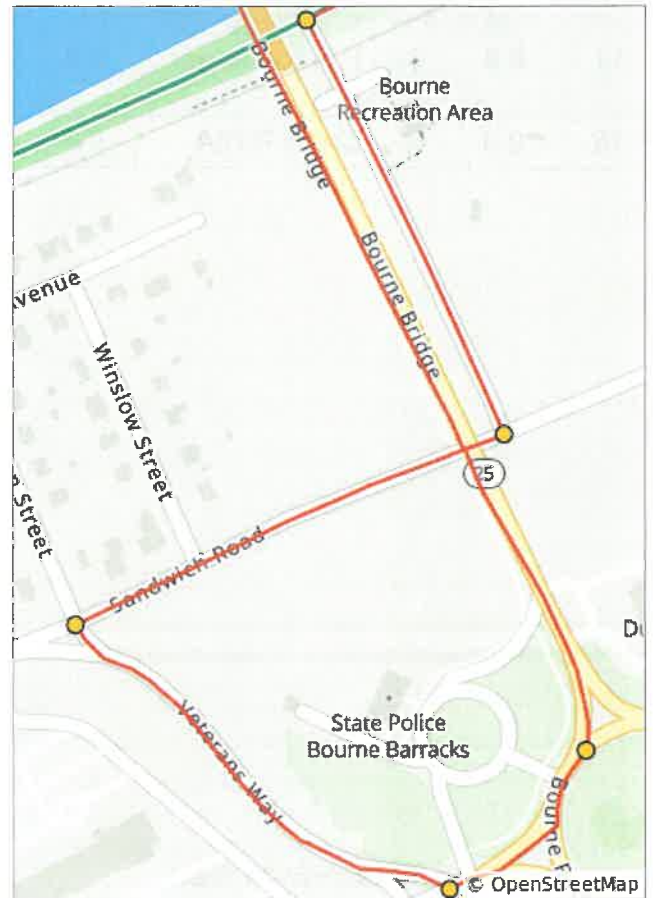 Bourne Bridge
Bourne
Recreation Area
Bourne Bridge
venue
Winslow Street
Street
25
Sandwich Road
State Police
Bourne Barracks
Veterans Way
Bourne
© OpenStreetMap